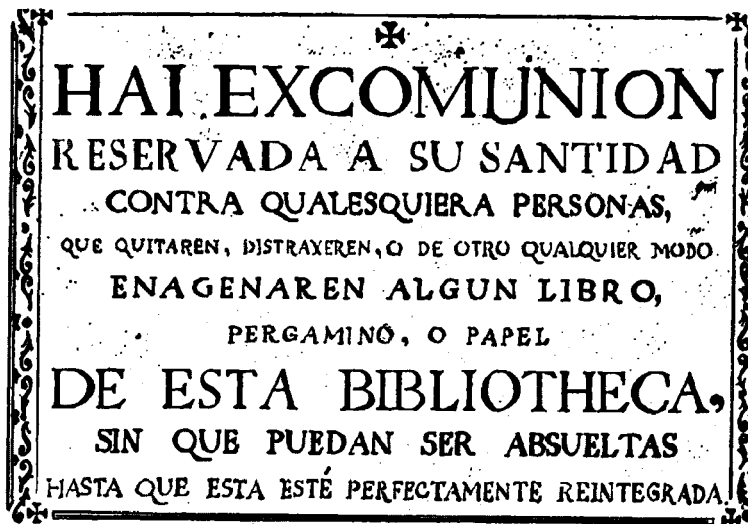 HAI EXCOMUNION
RESERVADA A SU SANTIDAD
CONTRA QUALESQUIERA PERSONAS,
QUE QUITAREN, DISTRAXEREN, O DE OTRO QUALQUIER MODO
ENAGENAREN ALGUN LIBRO,
PERGAMINO, O PAPEL
DE ESTA BIBLIOTHECA,
SIN QUE PUEDAN SER ABSUELTAS
HASTA QUE ESTA ESTÉ PERFECTAMENTE REINTEGRADA.